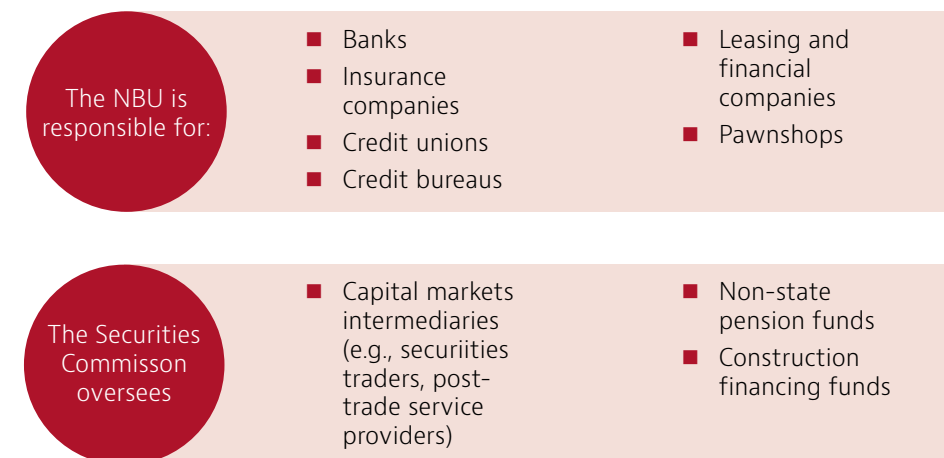 The NBU is
responsible for:
Banks
Insurance
companies
Credit unions
Credit bureaus
Leasing and
financial
companies
Pawnshops
The Securities
Commisson
oversees
Capital markets
intermediaries
(e.g., securiities
traders, post-
trade service
providers)
Non-state
pension funds
Construction
financing funds